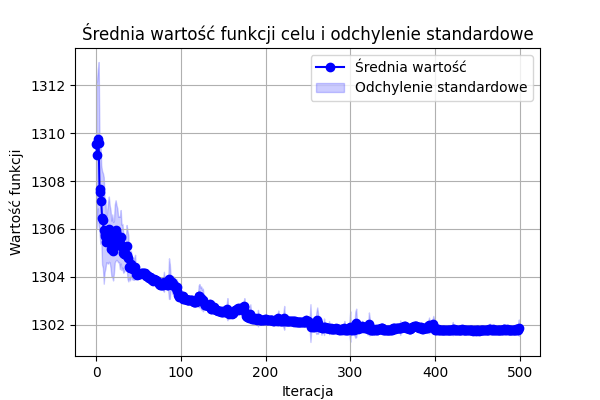 Średnia wartość funkcji celu i odchylenie standardowe
Średnia wartość
Odchylenie standardowe
Wartość funkcji
1312
1310
1308
1306
1304
1302
0 100 200 300 400 500
Iteracja